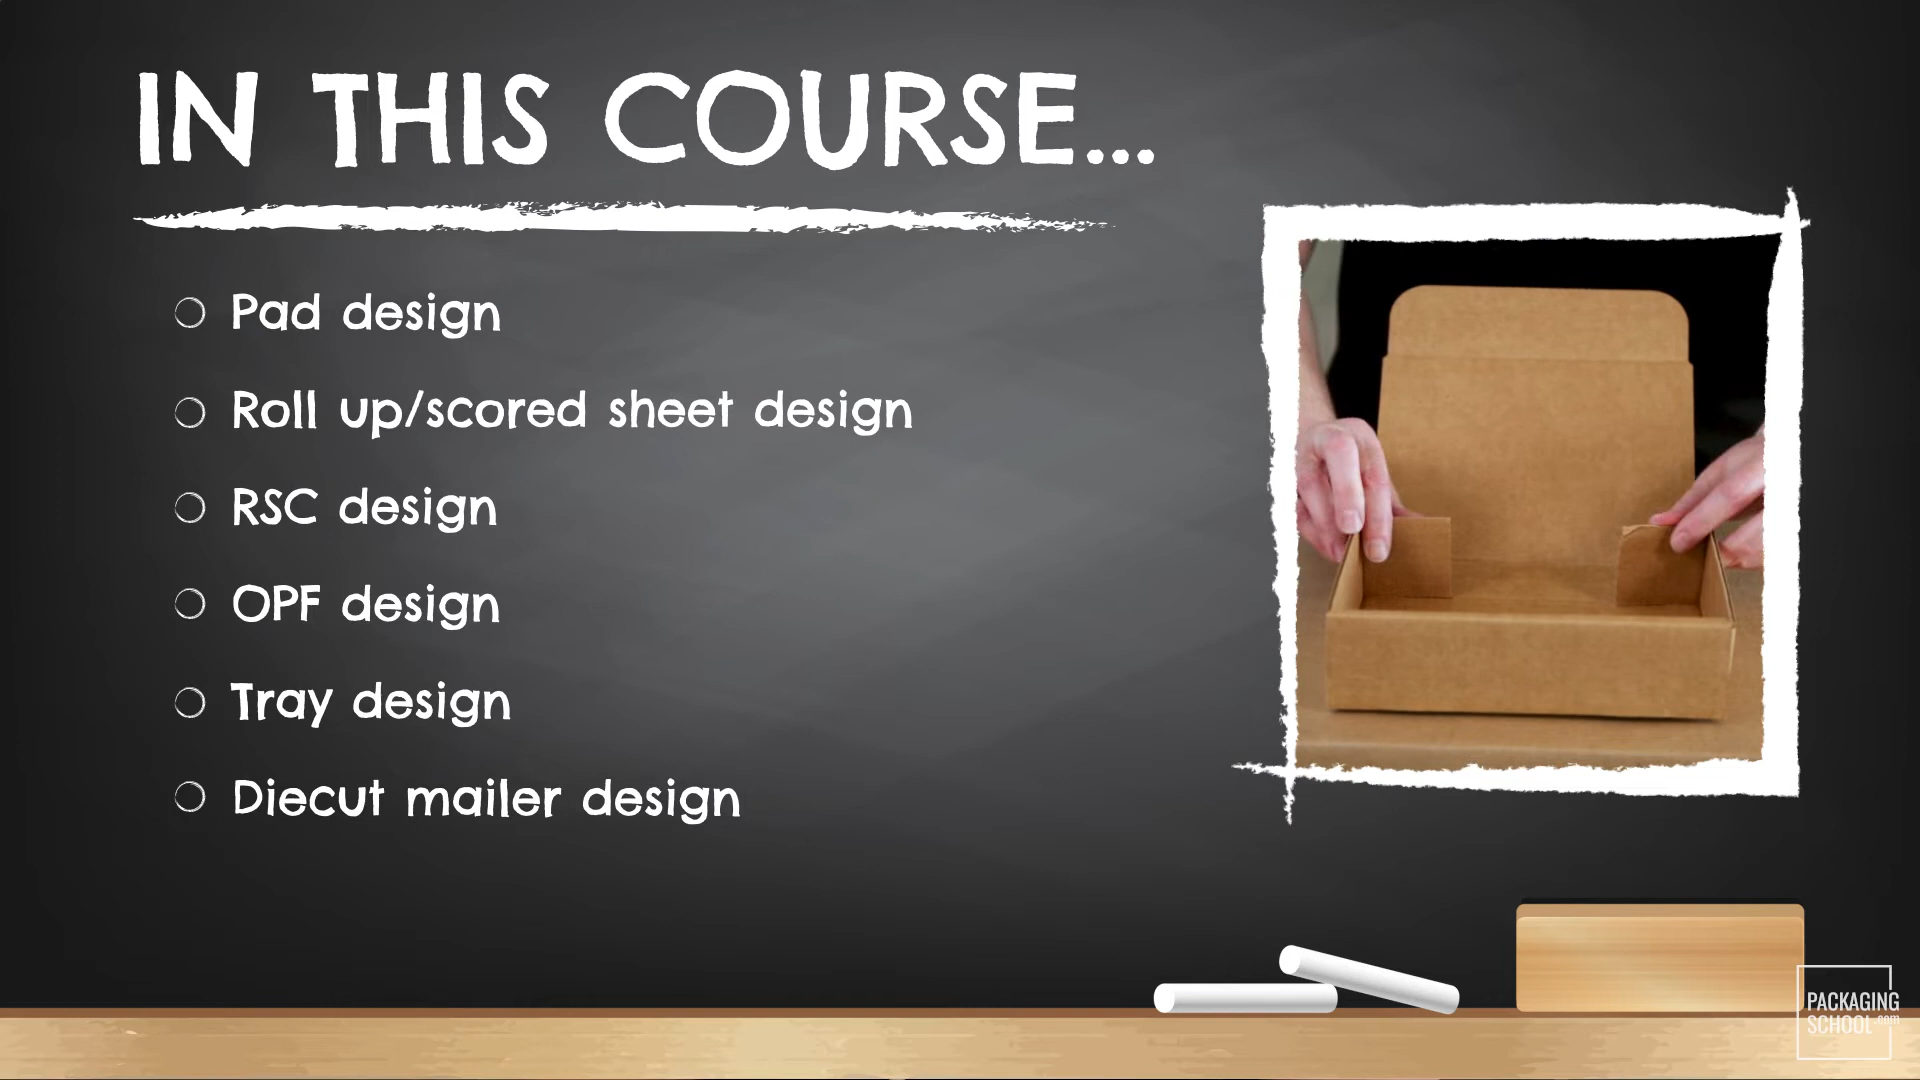 IN THIS COURSE...
Pad design
Roll up/scored sheet design
RSC design
OPF design
Tray design
Diecut mailer design
PACKAGING
SCHOOL.com